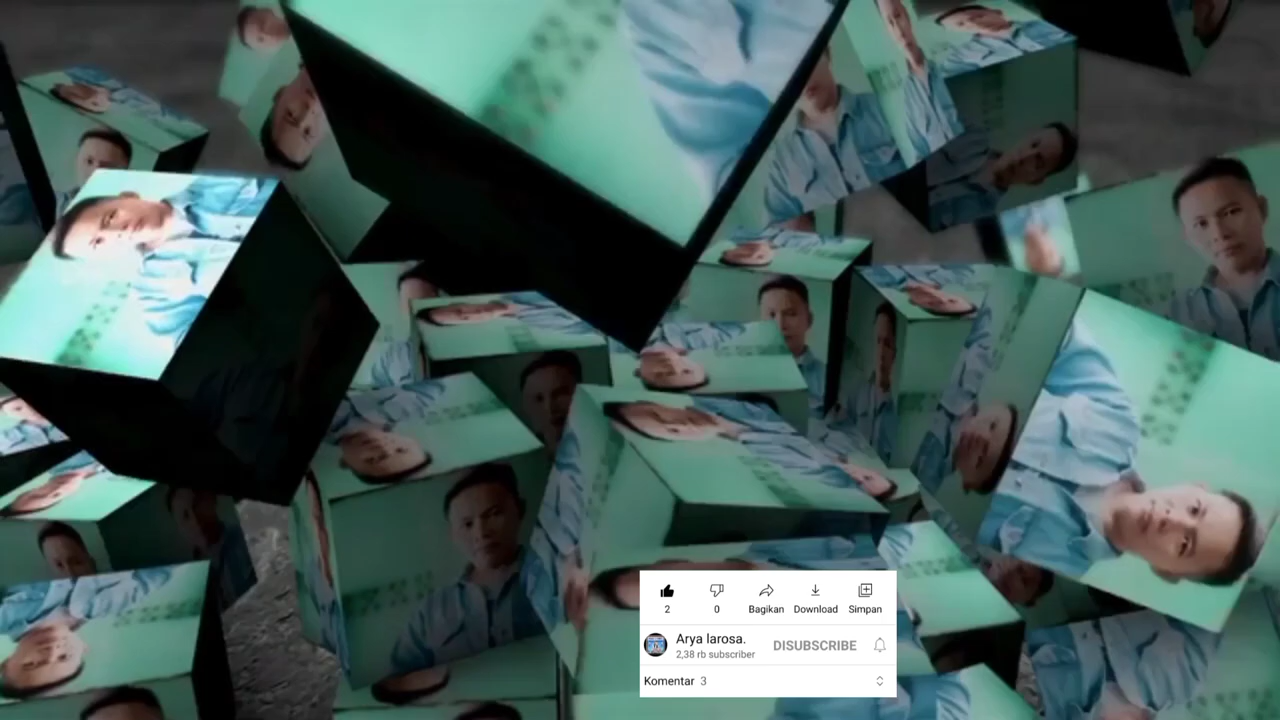 2
0
Bagikan
Download
Simpan
Arya larosa.
DISUBSCRIBE
2,38 rb subscriber
Komentar 3